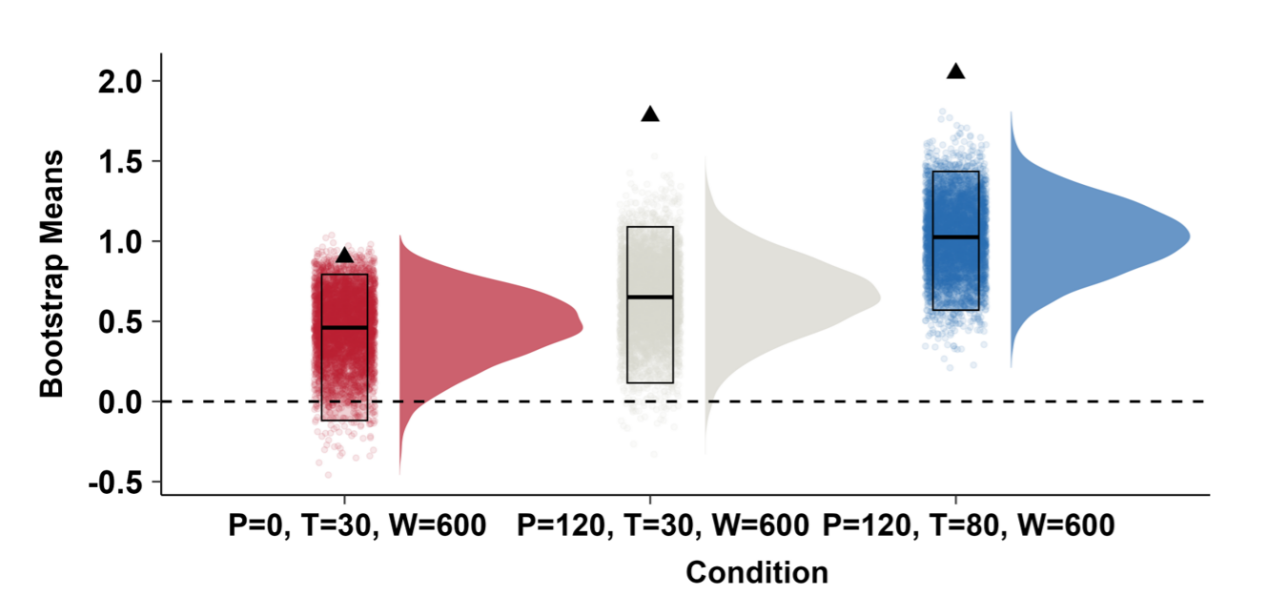 Bootstrap Means
2.0
1.5
1.0
0.5
0.0
-0.5
P=0, T=30, W=600 P=120, T=30, W=600 P=120, T=80, W=600
Condition